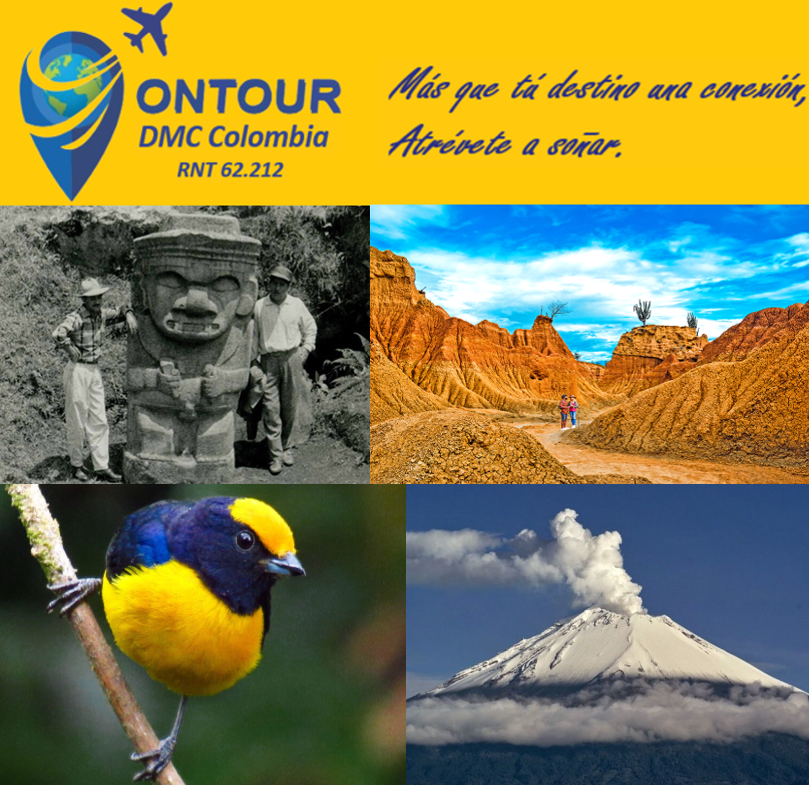 ONTOUR
DMC Colombia
RNT 62.212
Más que tú destino una conexión,
Atrévete a soñar.